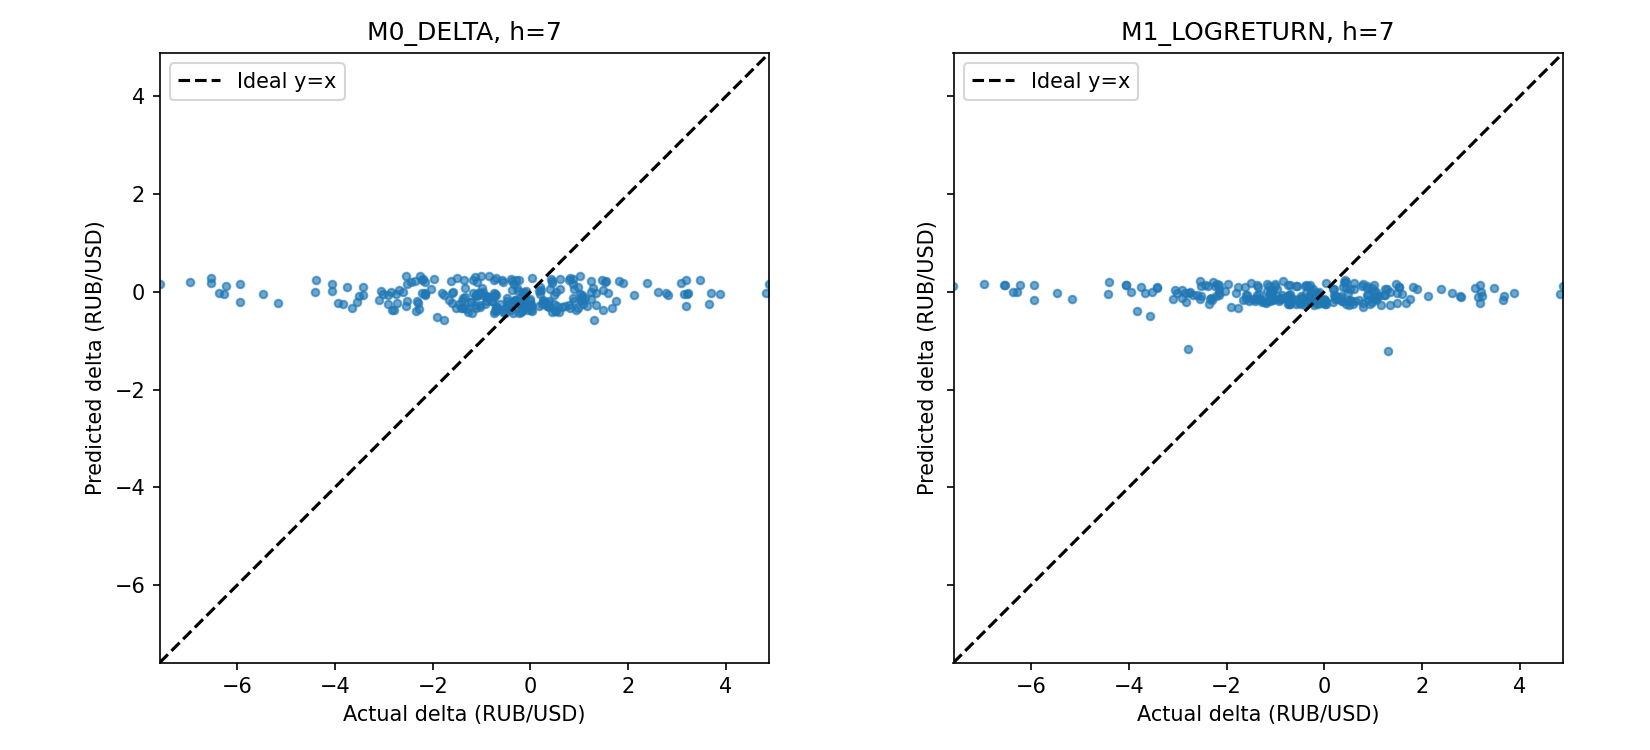 M0_DELTA, h=7
Ideal y=x
4
2
0
−2
−4
−6
Predicted delta (RUB/USD)
−6
−4
−2
0
2
4
Actual delta (RUB/USD)
M1_LOGRETURN, h=7
Ideal y=x
Predicted delta (RUB/USD)
−6
−4
−2
0
2
4
Actual delta (RUB/USD)